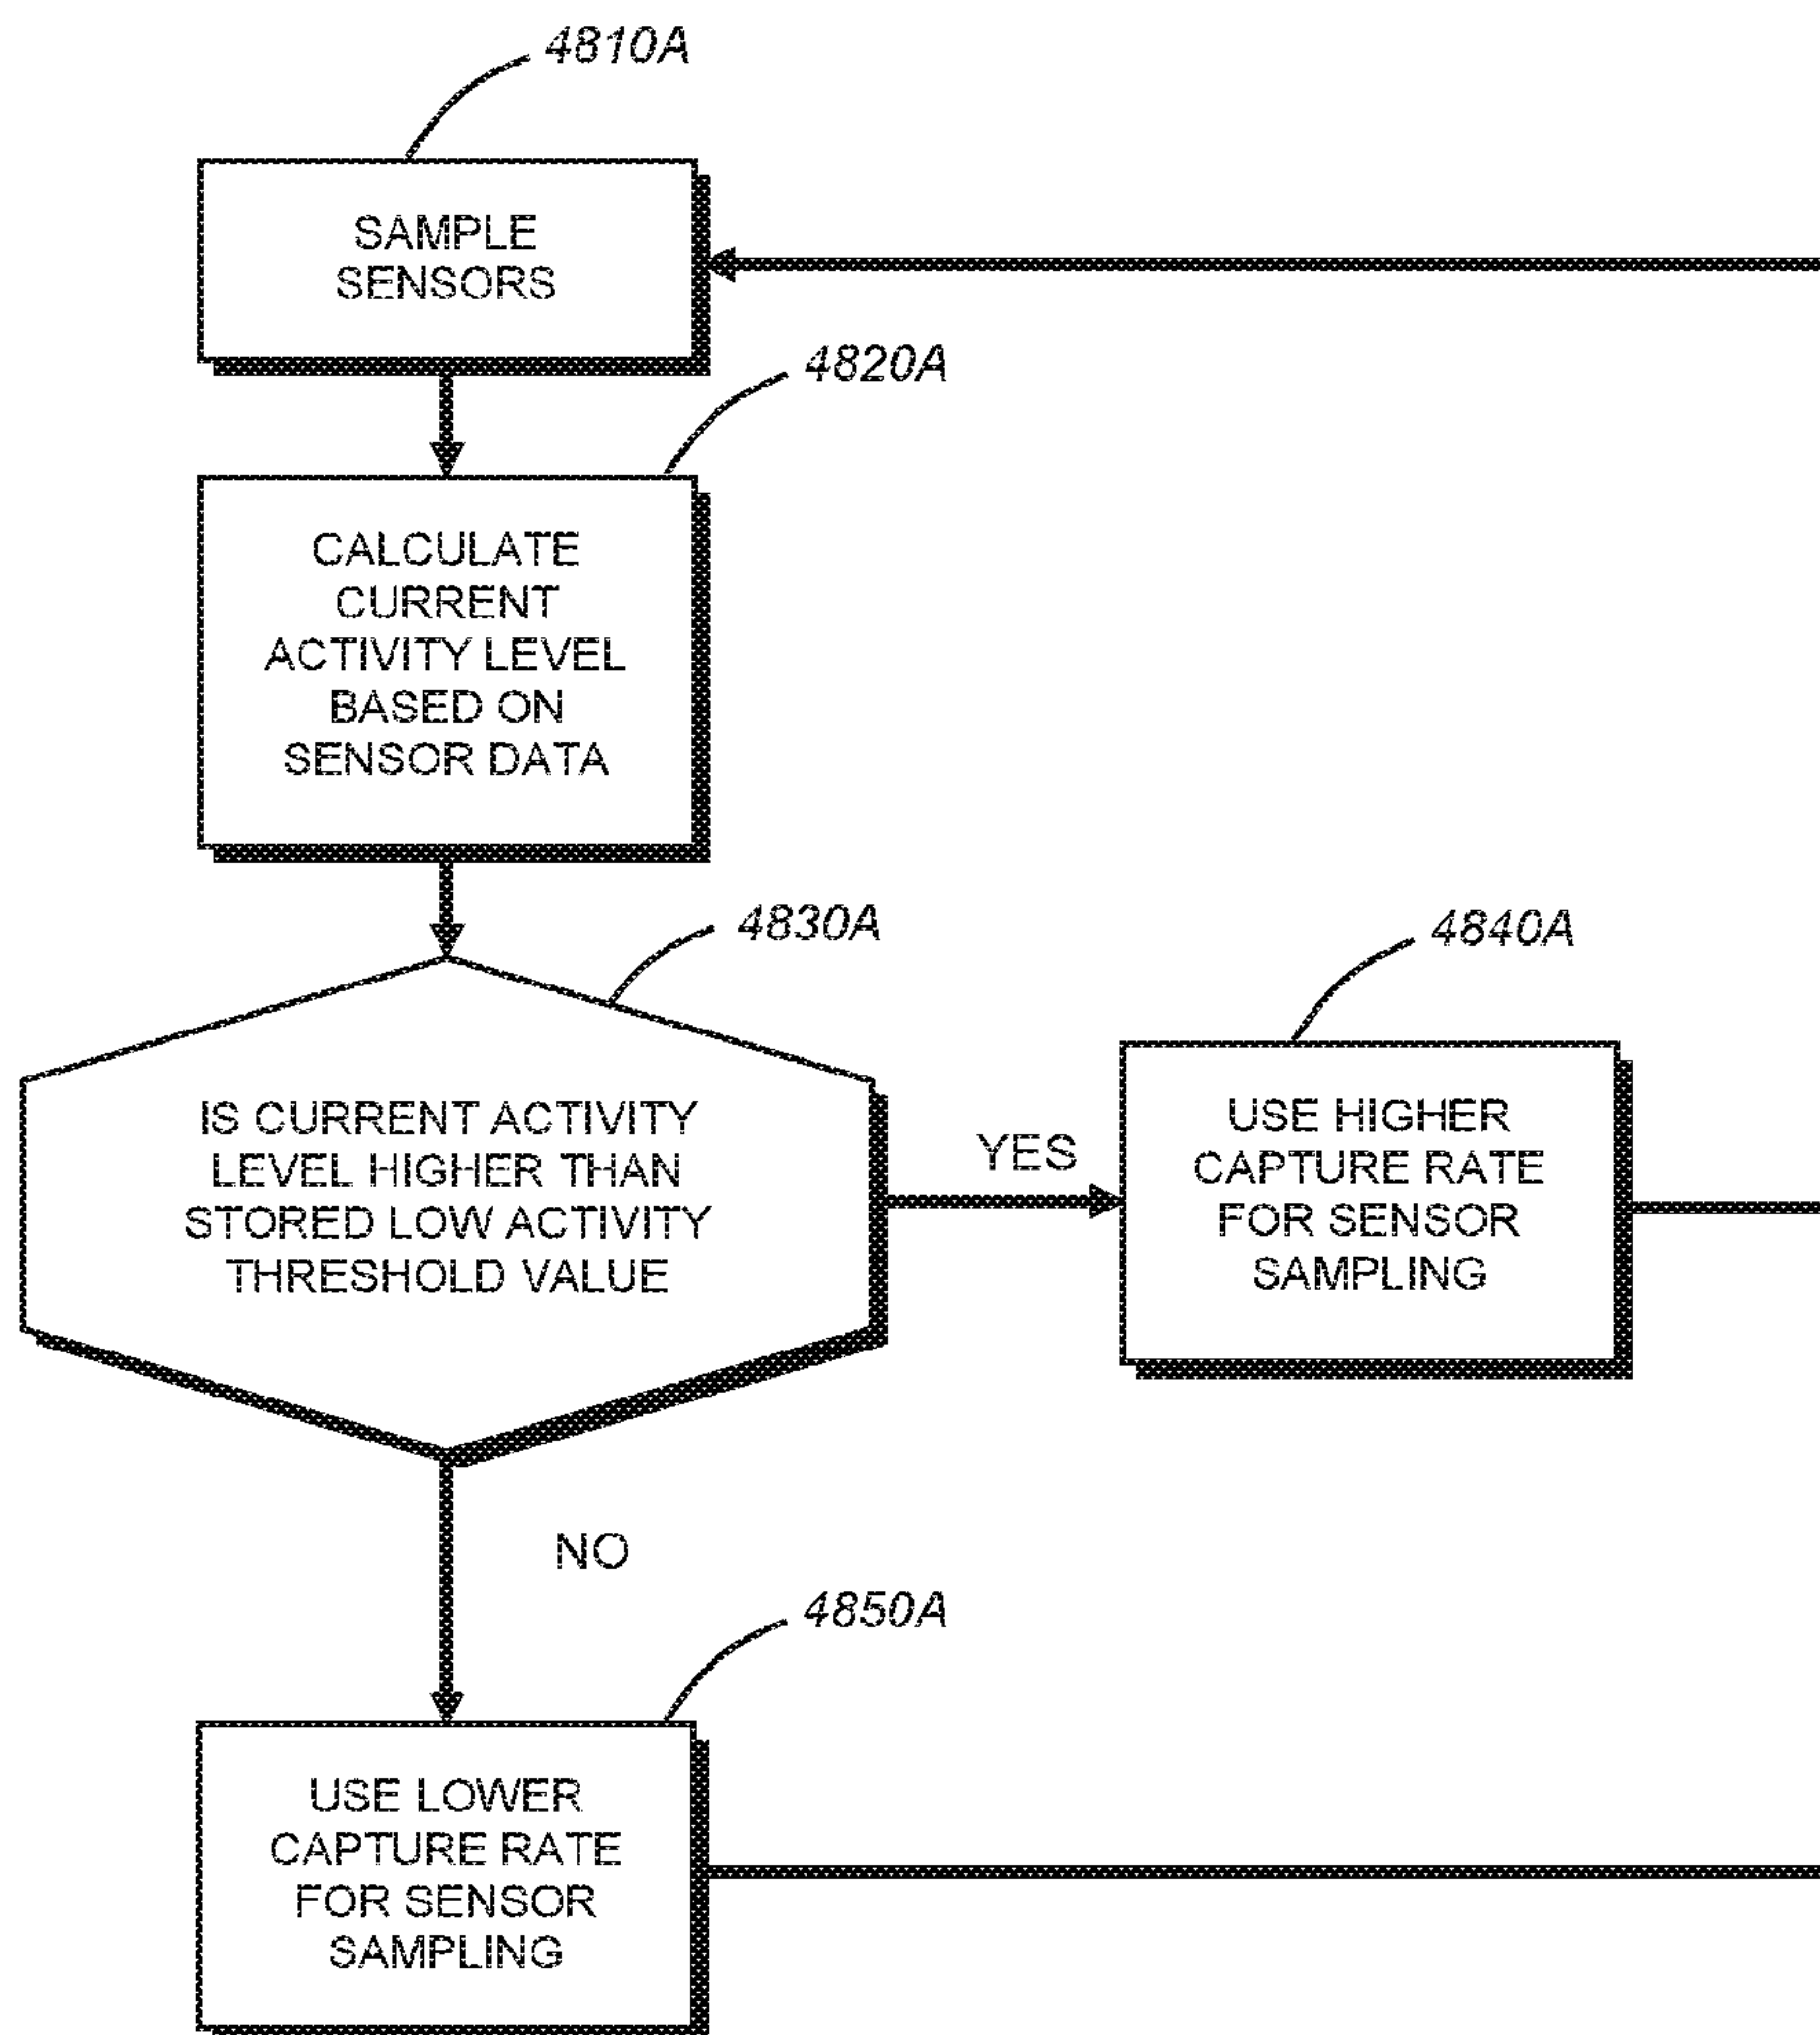 4810A
SAMPLE
SENSORS
4820A
CALCULATE
CURRENT
ACTIVITY LEVEL
BASED ON
SENSOR DATA
4830A
IS CURRENT ACTIVITY
LEVEL HIGHER THAN
STORED LOW ACTIVITY
THRESHOLD VALUE
YES
4840A
USE HIGHER
CAPTURE RATE
FOR SENSOR
SAMPLING
NO
4850A
USE LOWER
CAPTURE RATE
FOR SENSOR
SAMPLING